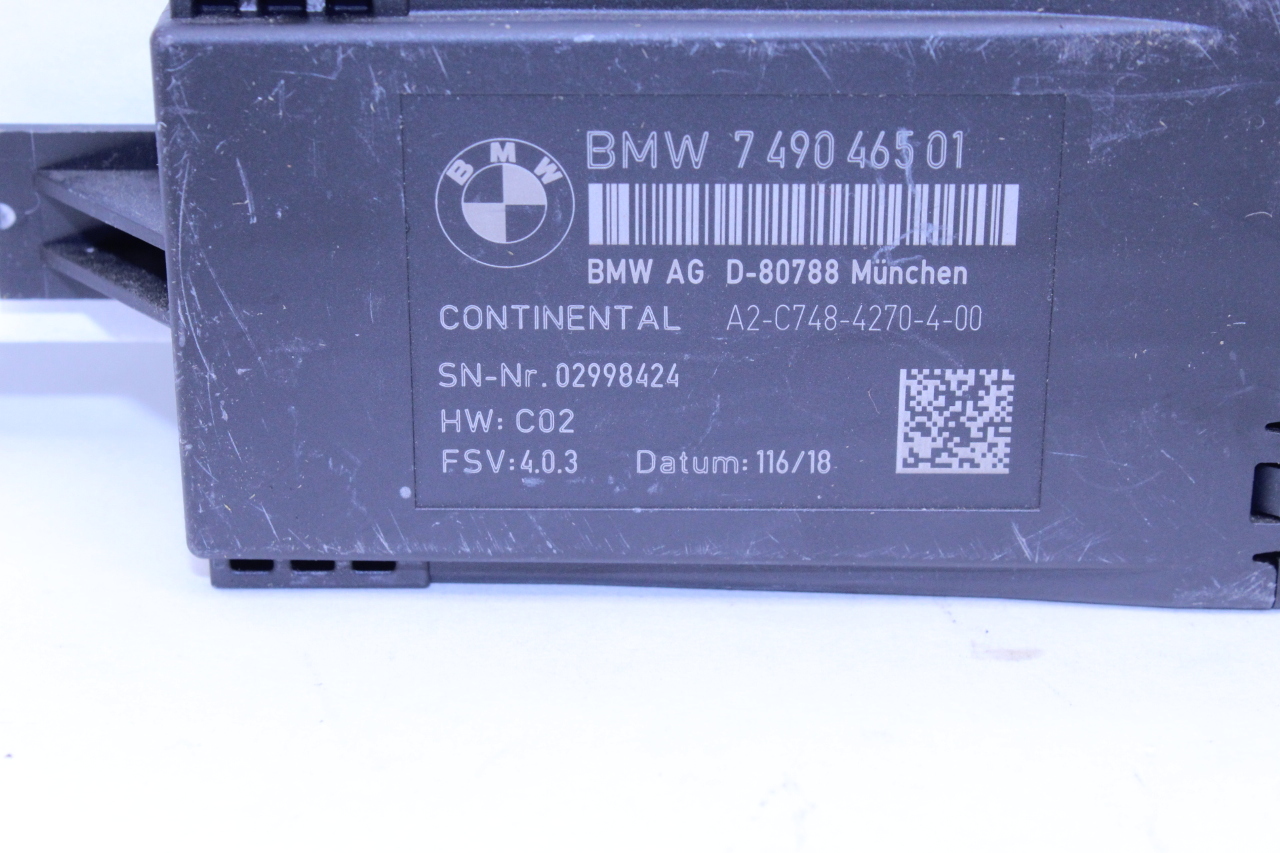 BMW
BMW 7 490 465 01
BMW AG D-80788 München
CONTINENTAL A2-C748-4270-4-00
SN-Nr. 02998424
HW: C02
FSV: 4.0.3 Datum: 116/18